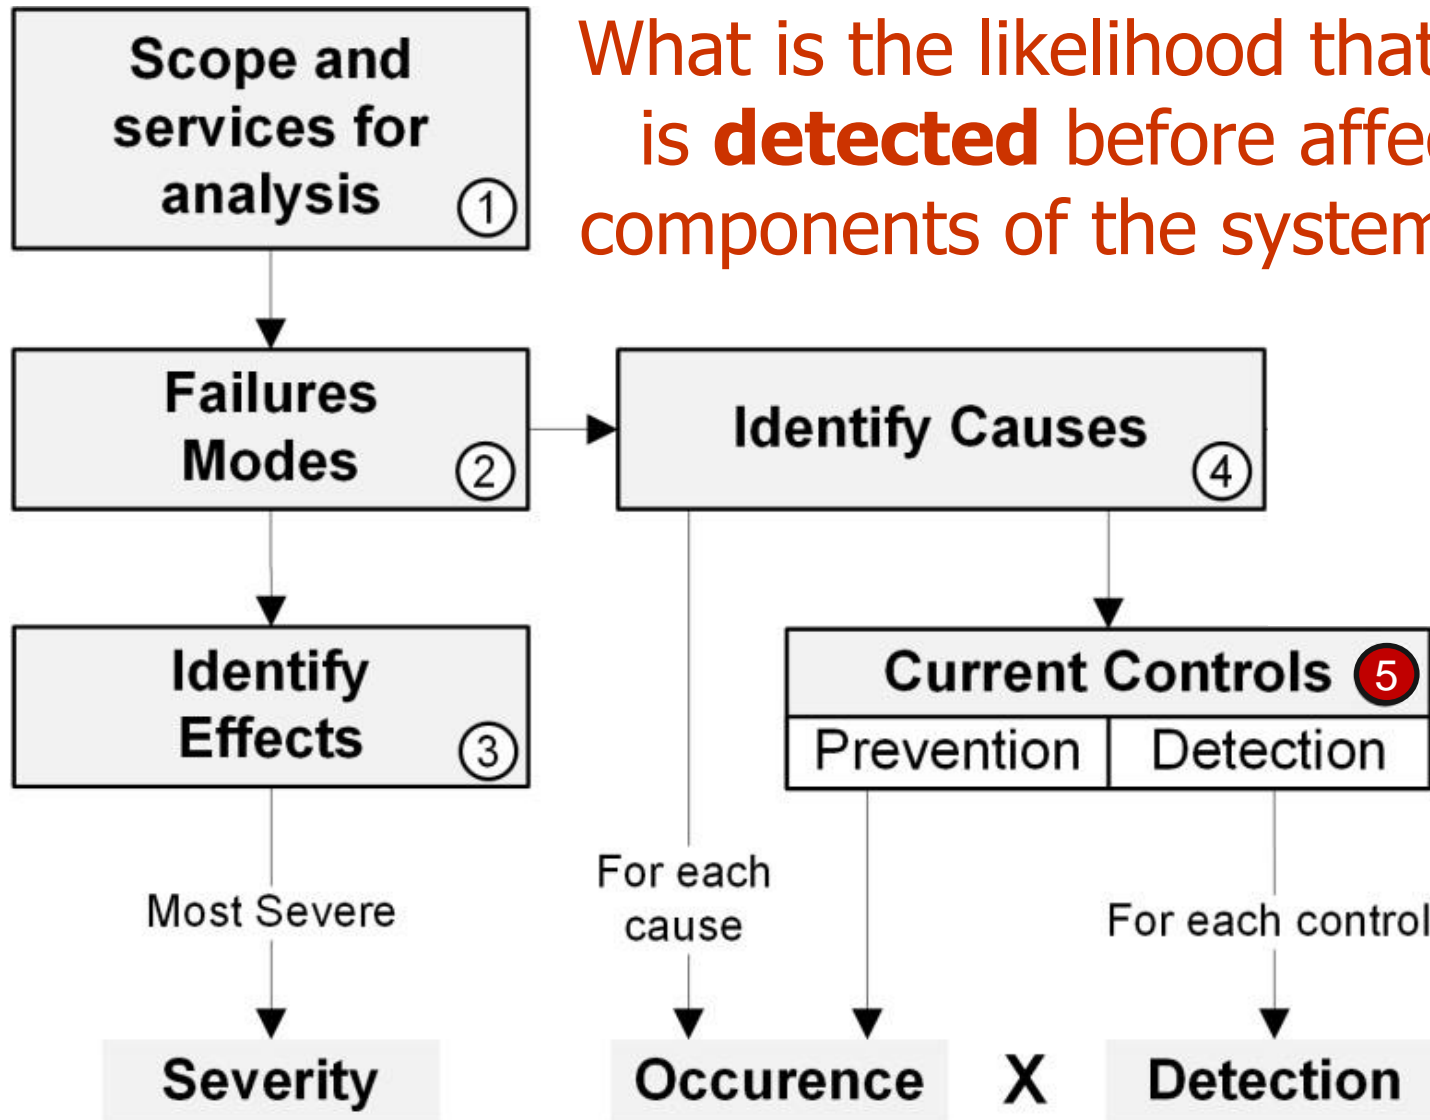 What is the likelihood that
is detected before affec
components of the system
Scope and
services for
analysis
1
Failures
Modes
2
Identify Causes
4
Identify
Effects
3
Current Controls
5
Prevention
Detection
Most Severe
For each
cause
For each control
Severity
Occurence
X
Detection